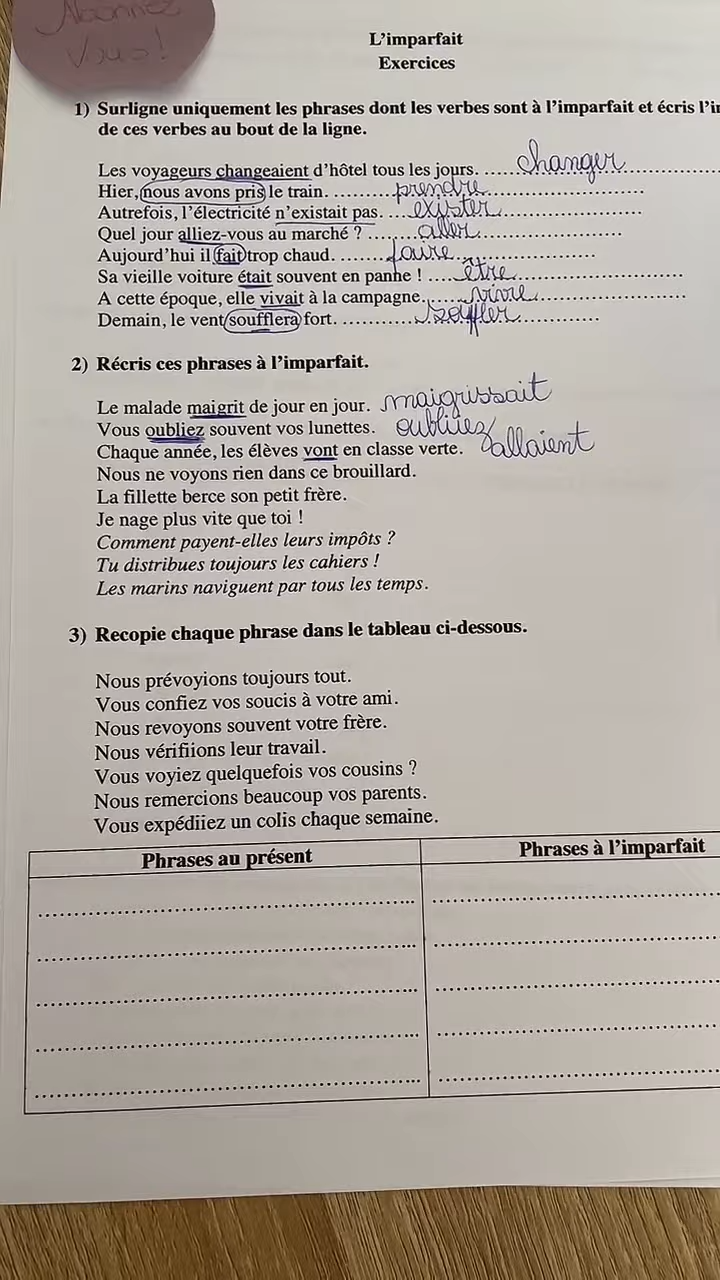 Abonnez
Vous!
L'imparfait
Exercices
1) Surligne uniquement les phrases dont les verbes sont à l'imparfait et écris l'in
de ces verbes au bout de la ligne.
Les voyageurs changeaient d'hôtel tous les jours. ...... changer
Hier, nous avons pris le train. ........... prendre
Autrefois, l'électricité n'existait pas. .... exister
Quel jour alliez-vous au marché ? ....... aller
Aujourd'hui il fait trop chaud. ......... faire
Sa vieille voiture était souvent en panne ! .... être
A cette époque, elle vivait à la campagne. ..... vivre
Demain, le vent soufflera fort. ............. souffler
2) Récris ces phrases à l'imparfait.
Le malade maigrit de jour en jour. maigrissait
Vous oubliez souvent vos lunettes. oubliiez
Chaque année, les élèves vont en classe verte. allaient
Nous ne voyons rien dans ce brouillard.
La fillette berce son petit frère.
Je nage plus vite que toi !
Comment payent-elles leurs impôts ?
Tu distribues toujours les cahiers !
Les marins naviguent par tous les temps.
3) Recopie chaque phrase dans le tableau ci-dessous.
Nous prévoyions toujours tout.
Vous confiez vos soucis à votre ami.
Nous revoyons souvent votre frère.
Nous vérifiions leur travail.
Vous voyiez quelquefois vos cousins ?
Nous remercions beaucoup vos parents.
Vous expédiiez un colis chaque semaine.
Phrases au présent Phrases à l'imparfait